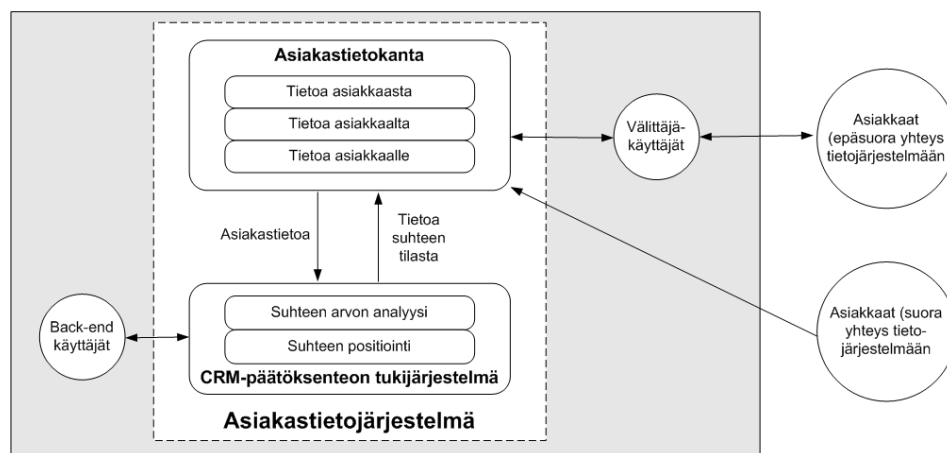 Asiakastietokanta
Tietoa asiakkaasta
Tietoa asiakkaalta
Tietoa asiakkaalle
Välittäjä-
käyttäjät
Asiakkaat
(epäsuora yhteys
tietojärjestelmään
Asiakastietoa
Tietoa
suhteen
tilasta
Back-end
käyttäjät
Suhteen arvon analyysi
Suhteen positiointi
CRM-päätöksenteon tukijärjestelmä
Asiakkaat (suora
yhteys tieto-
järjestelmään
Asiakastietojärjestelmä